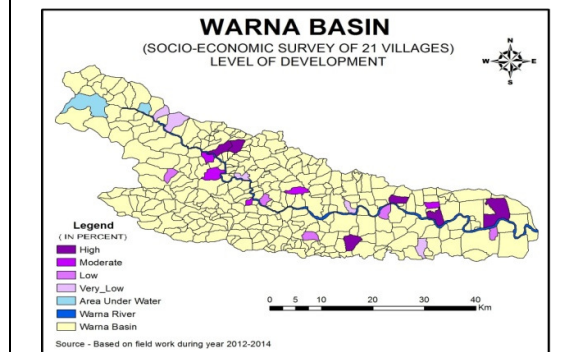 WARNA BASIN
(SOCIO-ECONOMIC SURVEY OF 21 VILLAGES)
LEVEL OF DEVELOPMENT
N
W E
S
Legend
( IN PERCENT)
High
Moderate
Low
Very_Low
Area Under Water
Warna River
Warna Basin
0 5 10 20 30 40
Km
Source - Based on field work during year 2012-2014